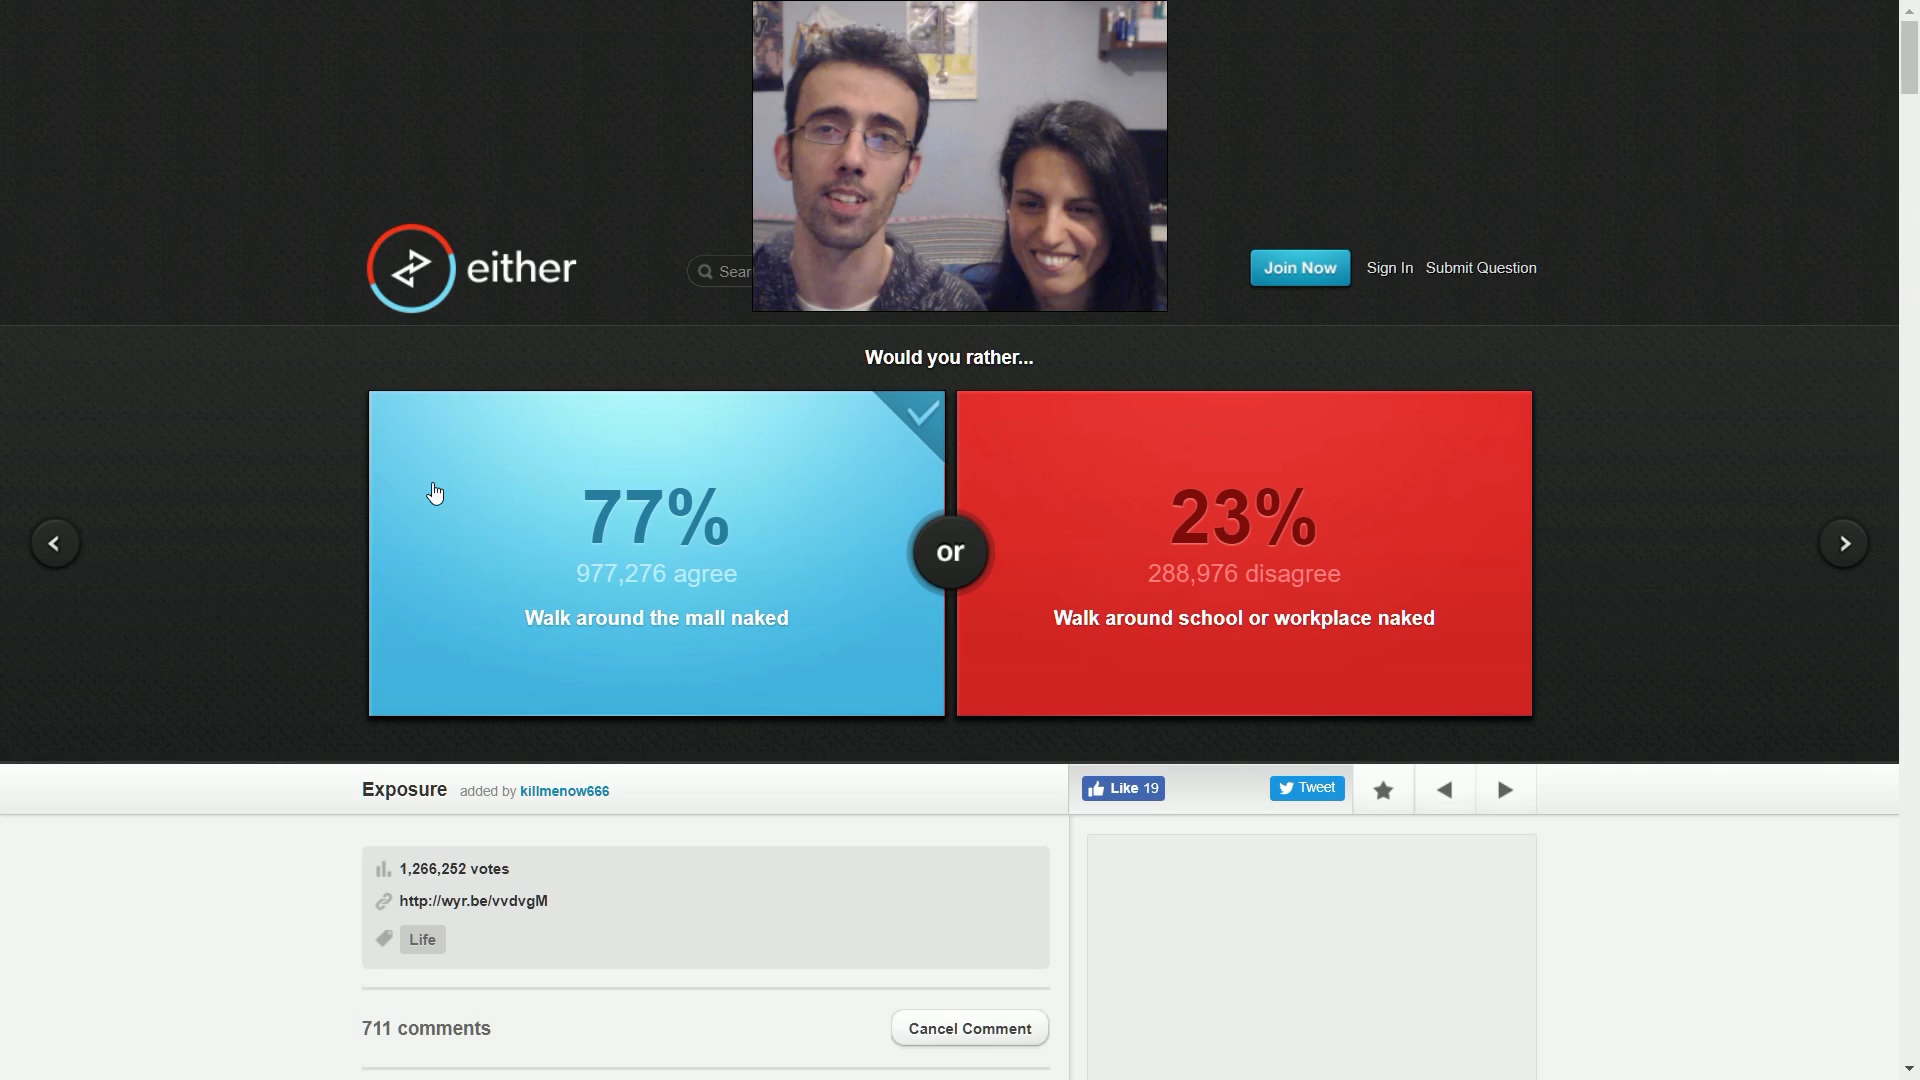 either
Sear
Join Now
Sign In
Submit Question
Would you rather...
77%
977,276 agree
Walk around the mall naked
or
23%
288,976 disagree
Walk around school or workplace naked
Exposure added by killmenow666
Like 19
Tweet
1,266,252 votes
http://wyr.be/vvdvgM
Life
711 comments
Cancel Comment